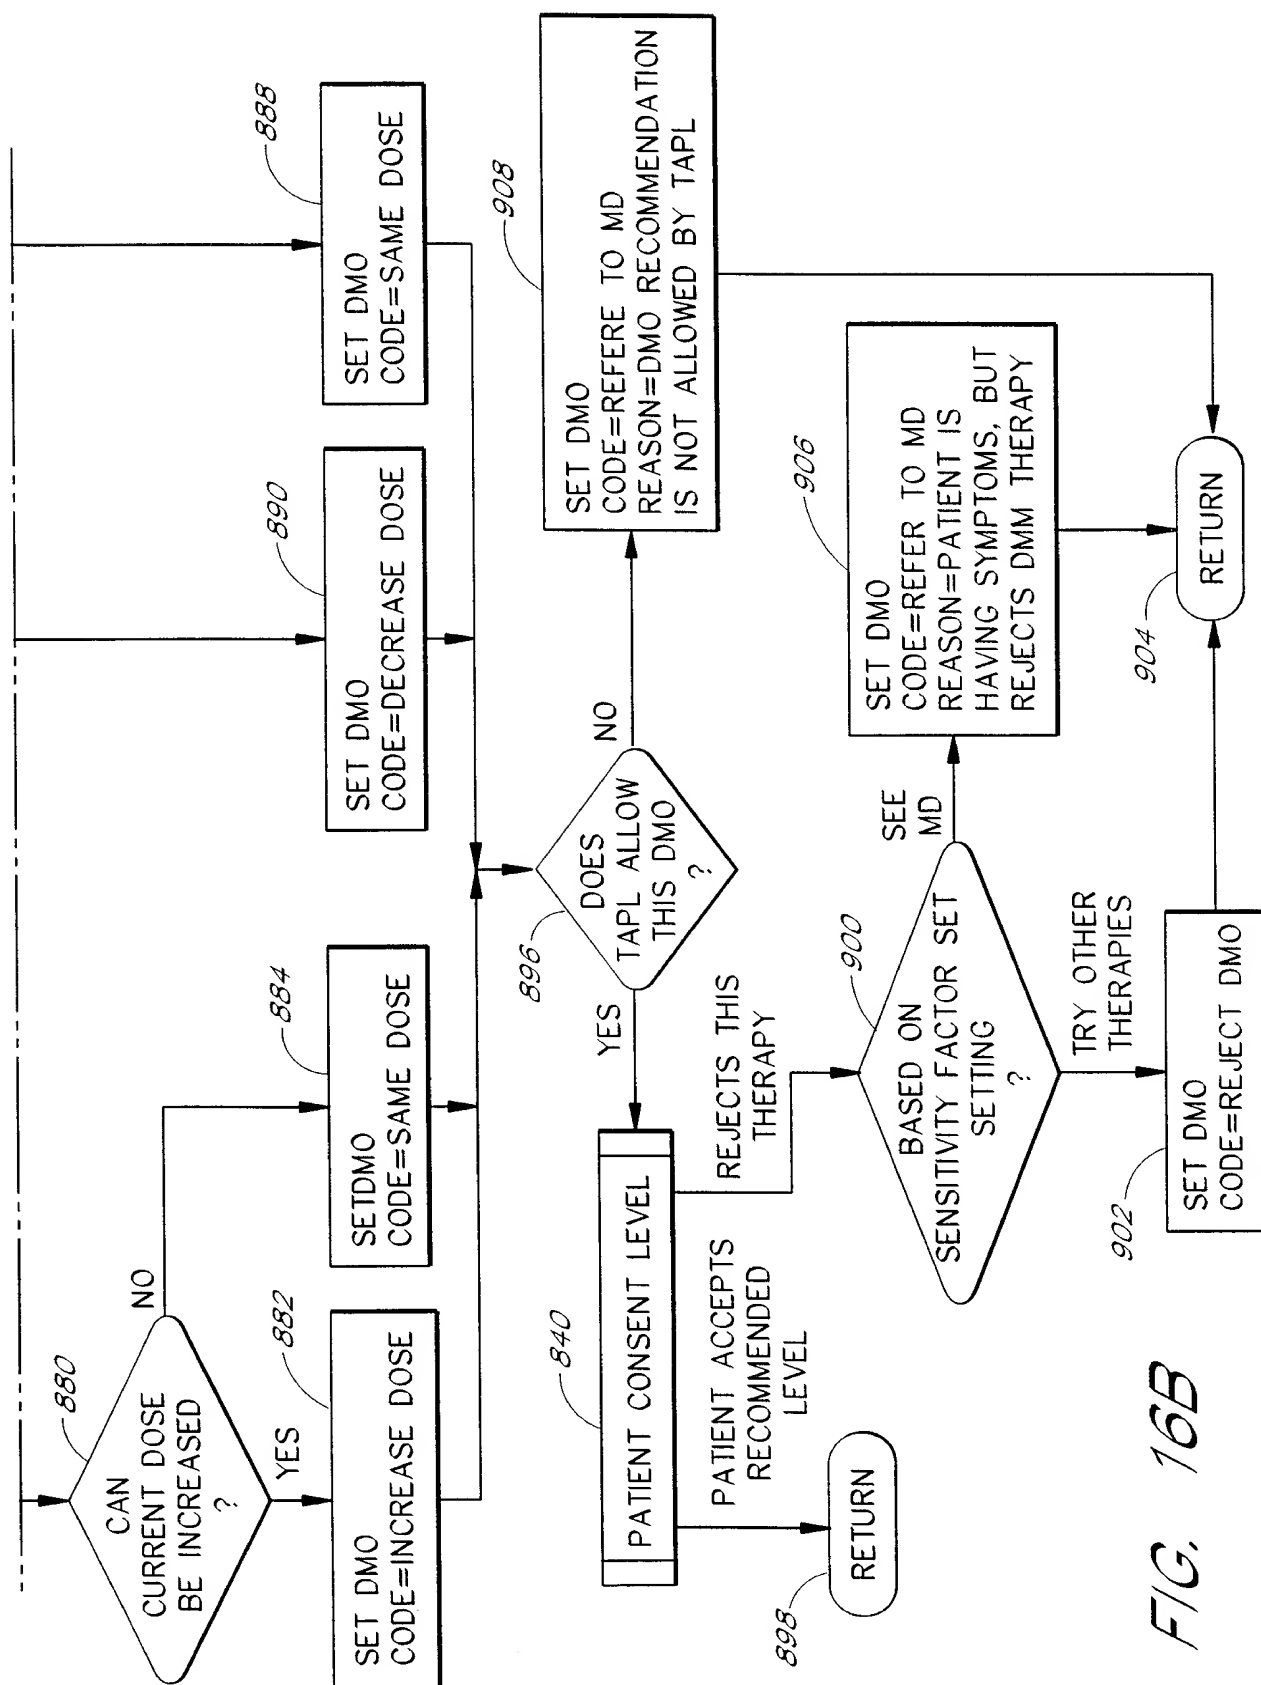 880
CAN
CURRENT DOSE
BE INCREASED
?
NO
YES
882
SET DMO
CODE=INCREASE DOSE
884
SETDMO
CODE=SAME DOSE
890
SET DMO
CODE=DECREASE DOSE
888
SET DMO
CODE=SAME DOSE
896
DOES
TAPL ALLOW
THIS DMO
?
NO
YES
908
SET DMO
CODE=REFERE TO MD
REASON=DMO RECOMMENDATION
IS NOT ALLOWED BY TAPL
840
PATIENT CONSENT LEVEL
PATIENT ACCEPTS
RECOMMENDED
LEVEL
898
RETURN
REJECTS THIS
THERAPY
900
BASED ON
SENSITIVITY FACTOR SET
SETTING
?
SEE
MD
906
SET DMO
CODE=REFER TO MD
REASON=PATIENT IS
HAVING SYMPTOMS, BUT
REJECTS DMM THERAPY
TRY OTHER
THERAPIES
902
SET DMO
CODE=REJECT DMO
904
RETURN
FIG. 16B